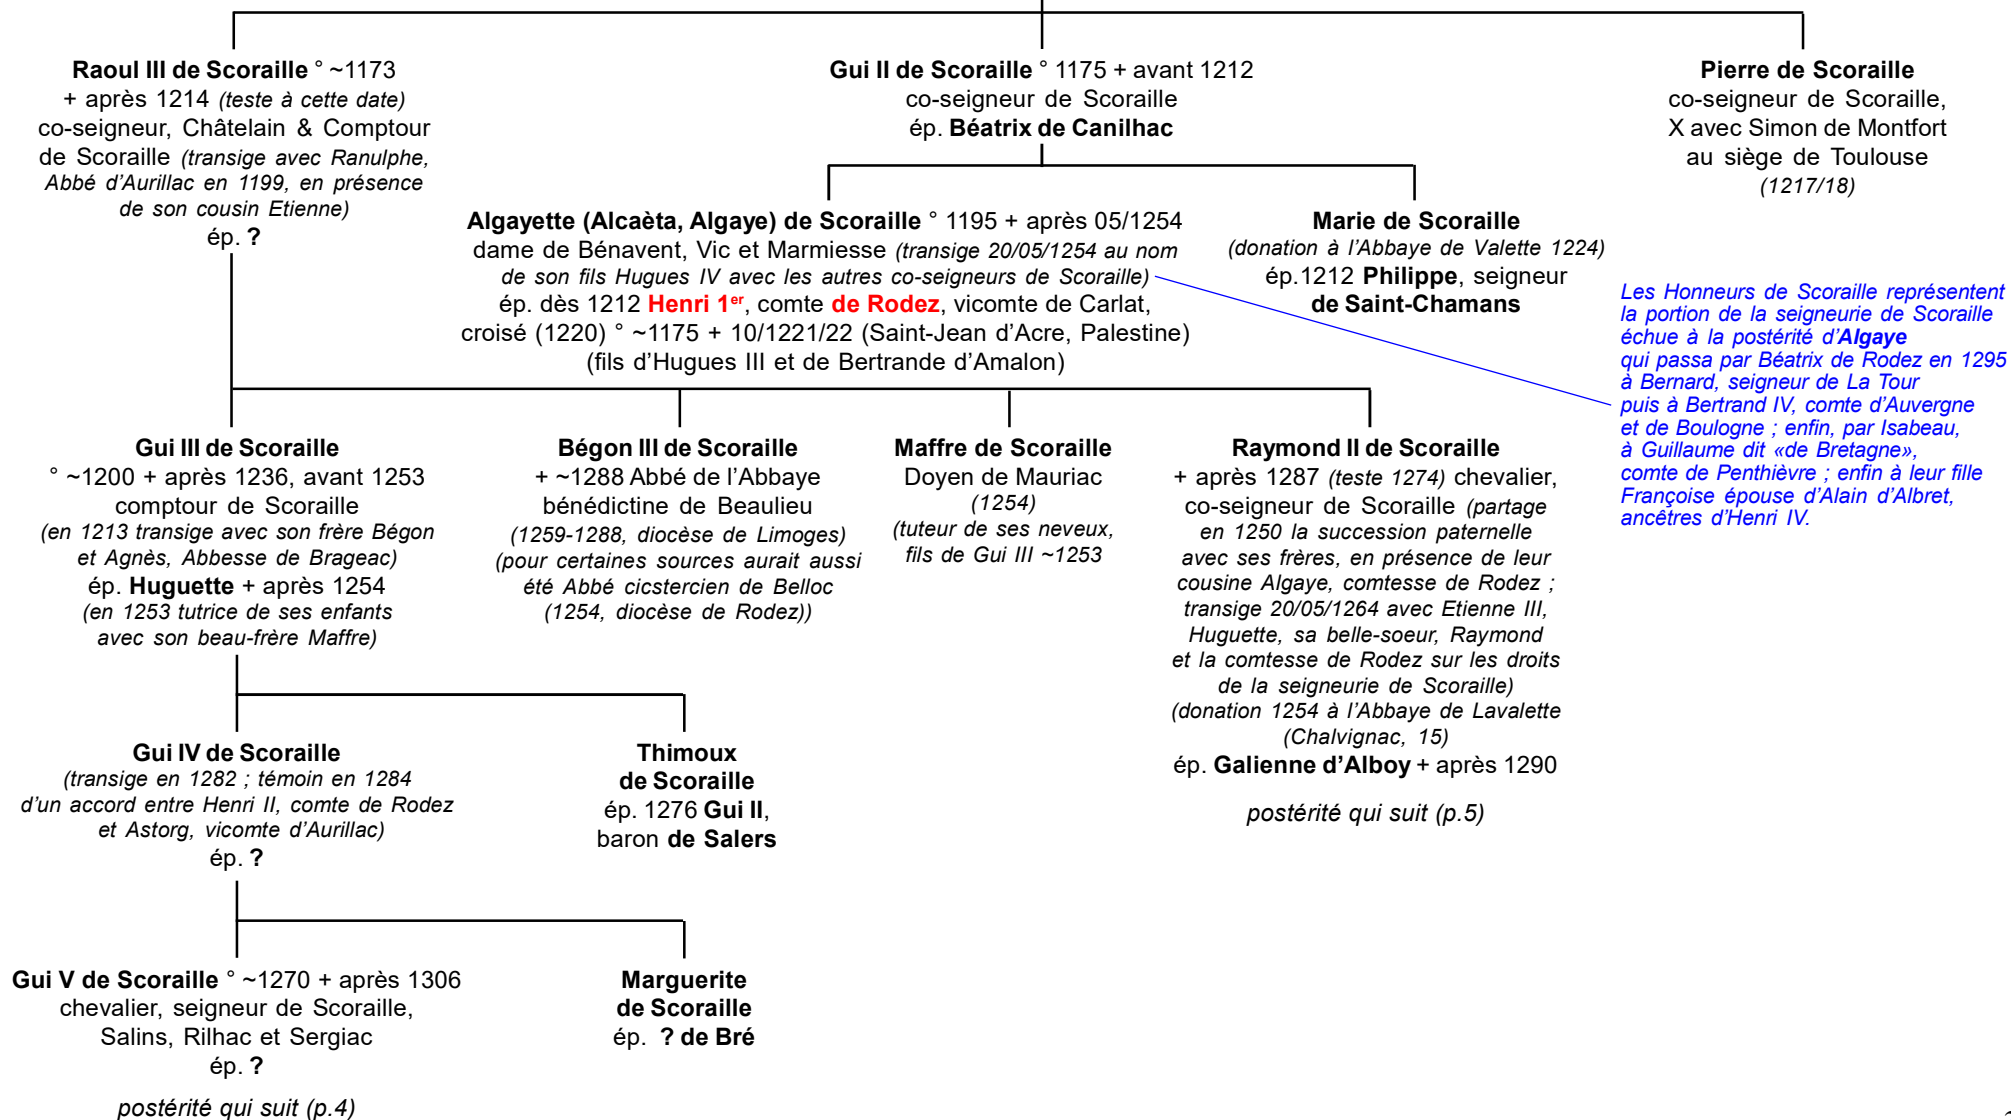 Raoul III de Scoraille ° ~1173
+ après 1214 (teste à cette date)
co-seigneur, Châtelain & Comptour
de Scoraille (transige avec Ranulphe,
Abbé d'Aurillac en 1199, en présence
de son cousin Etienne)
ép. ?
Gui II de Scoraille ° 1175 + avant 1212
co-seigneur de Scoraille
ép. Béatrix de Canilhac
Pierre de Scoraille
co-seigneur de Scoraille,
X avec Simon de Montfort
au siège de Toulouse
(1217/18)
Algayette (Alcaèta, Algaye) de Scoraille ° 1195 + après 05/1254
dame de Bénavent, Vic et Marmiesse (transige 20/05/1254 au nom
de son fils Hugues IV avec les autres co-seigneurs de Scoraille)
ép. dès 1212 Henri 1er, comte de Rodez, vicomte de Carlat,
croisé (1220) ° ~1175 + 10/1221/22 (Saint-Jean d'Acre, Palestine)
(fils d'Hugues III et de Bertrande d'Amalon)
Marie de Scoraille
(donation à l'Abbaye de Valette 1224)
ép.1212 Philippe, seigneur
de Saint-Chamans
Les Honneurs de Scoraille représentent
la portion de la seigneurie de Scoraille
échue à la postérité d'Algaye
qui passa par Béatrix de Rodez en 1295
à Bernard, seigneur de La Tour
puis à Bertrand IV, comte d'Auvergne
et de Boulogne ; enfin, par Isabeau,
à Guillaume dit «de Bretagne»,
comte de Penthièvre ; enfin à leur fille
Françoise épouse d'Alain d'Albret,
ancêtres d'Henri IV.
Gui III de Scoraille
° ~1200 + après 1236, avant 1253
comptour de Scoraille
(en 1213 transige avec son frère Bégon
et Agnès, Abbesse de Brageac)
ép. Huguette + après 1254
(en 1253 tutrice de ses enfants
avec son beau-frère Maffre)
Bégon III de Scoraille
+ ~1288 Abbé de l'Abbaye
bénédictine de Beaulieu
(1259-1288, diocèse de Limoges)
(pour certaines sources aurait aussi
été Abbé cicstercien de Belloc
(1254, diocèse de Rodez))
Maffre de Scoraille
Doyen de Mauriac
(1254)
(tuteur de ses neveux,
fils de Gui III ~1253
Raymond II de Scoraille
+ après 1287 (teste 1274) chevalier,
co-seigneur de Scoraille (partage
en 1250 la succession paternelle
avec ses frères, en présence de leur
cousine Algaye, comtesse de Rodez ;
transige 20/05/1264 avec Etienne III,
Huguette, sa belle-soeur, Raymond
et la comtesse de Rodez sur les droits
de la seigneurie de Scoraille)
(donation 1254 à l'Abbaye de Lavalette
(Chalvignac, 15)
ép. Galienne d'Alboy + après 1290
postérité qui suit (p.5)
Gui IV de Scoraille
(transige en 1282 ; témoin en 1284
d'un accord entre Henri II, comte de Rodez
et Astorg, vicomte d'Aurillac)
ép. ?
Thimoux
de Scoraille
ép. 1276 Gui II,
baron de Salers
Gui V de Scoraille ° ~1270 + après 1306
chevalier, seigneur de Scoraille,
Salins, Rilhac et Sergiac
ép. ?
postérité qui suit (p.4)
Marguerite
de Scoraille
ép. ? de Bré